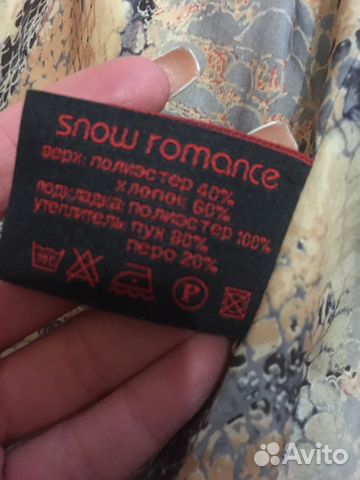 snow romance
верх: полиэстер 40%
хлопок 60%
подкладка: полиэстер 100%
утеплитель: пух 80%
перо 20%
P
Avito